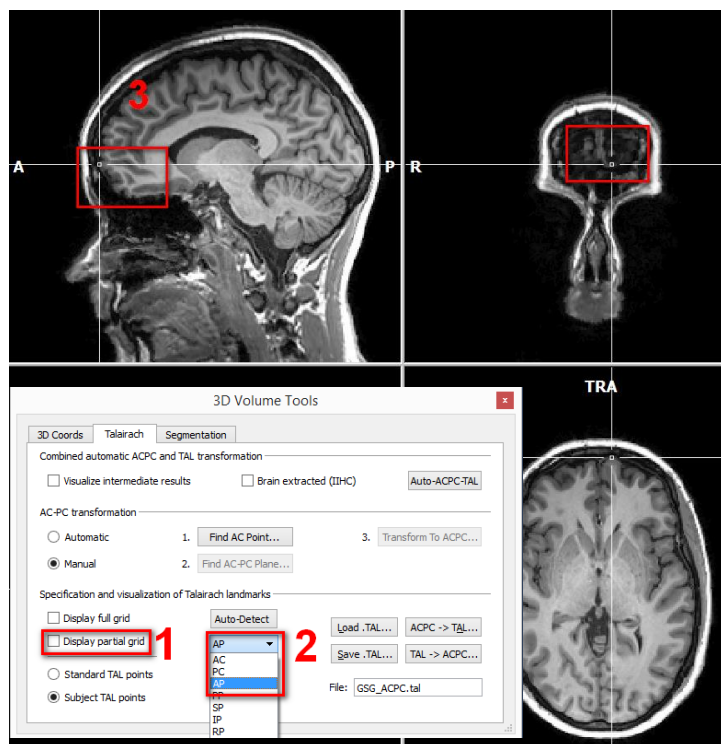 3
A
P
R
TRA
3D Volume Tools
x
3D Coords Talairach Segmentation
Combined automatic ACPC and TAL transformation
Visualize intermediate results Brain extracted (IIHC) Auto-ACPC-TAL
AC-PC transformation
Automatic 1. Find AC Point... 3. Transform To ACPC...
Manual 2. Find AC-PC Plane...
Specification and visualization of Talairach landmarks
Display full grid Auto-Detect Load .TAL... ACPC -> TAL...
Display partial grid 1 AP 2 Save .TAL... TAL -> ACPC...
AC
PC
Standard TAL points AP
PP
Subject TAL points SP File: GSG_ACPC.tal
IP
RP